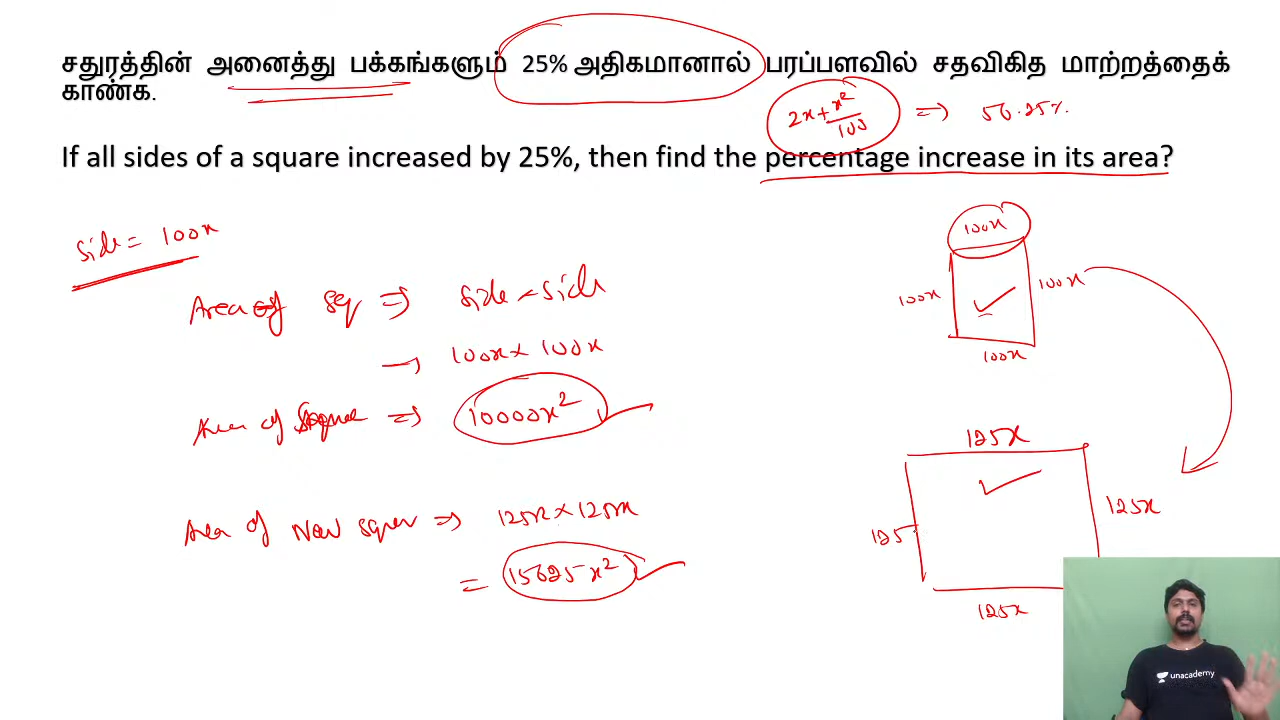 சதுரத்தின் அனைத்து பக்கங்களும் 25% அதிகமானால் பரப்பளவில் சதவிகித மாற்றத்தைக்
காண்க.
2x + x²/100 ⇒ 56.25%
If all sides of a square increased by 25%, then find the percentage increase in its area?
side = 100x
100x
Area of sq ⇒ side × side
100x
100x
→ 100x × 100x
100x
Area of Square ⇒ 10000x²
125x
Area of New square ⇒ 125x × 125x
125x
125
= 15625x²
125x
unacademy